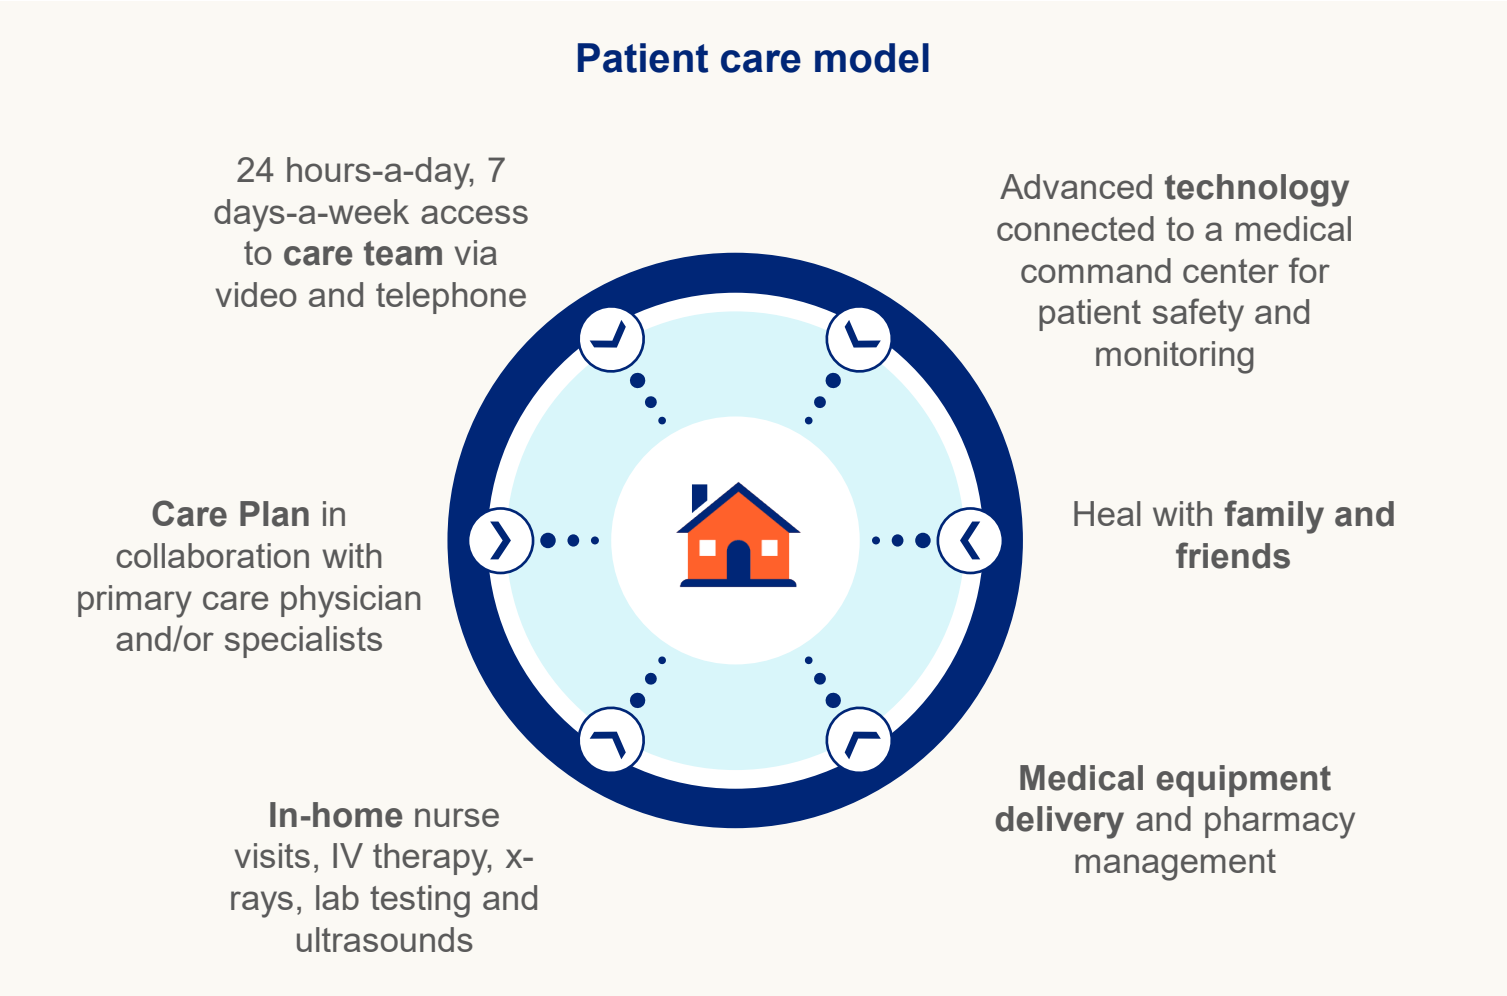 Patient care model
24 hours-a-day, 7
days-a-week access
to care team via
video and telephone
Advanced technology
connected to a medical
command center for
patient safety and
monitoring
Care Plan in
collaboration with
primary care physician
and/or specialists
Heal with family and
friends
In-home nurse
visits, IV therapy, x-
rays, lab testing and
ultrasounds
Medical equipment
delivery and pharmacy
management